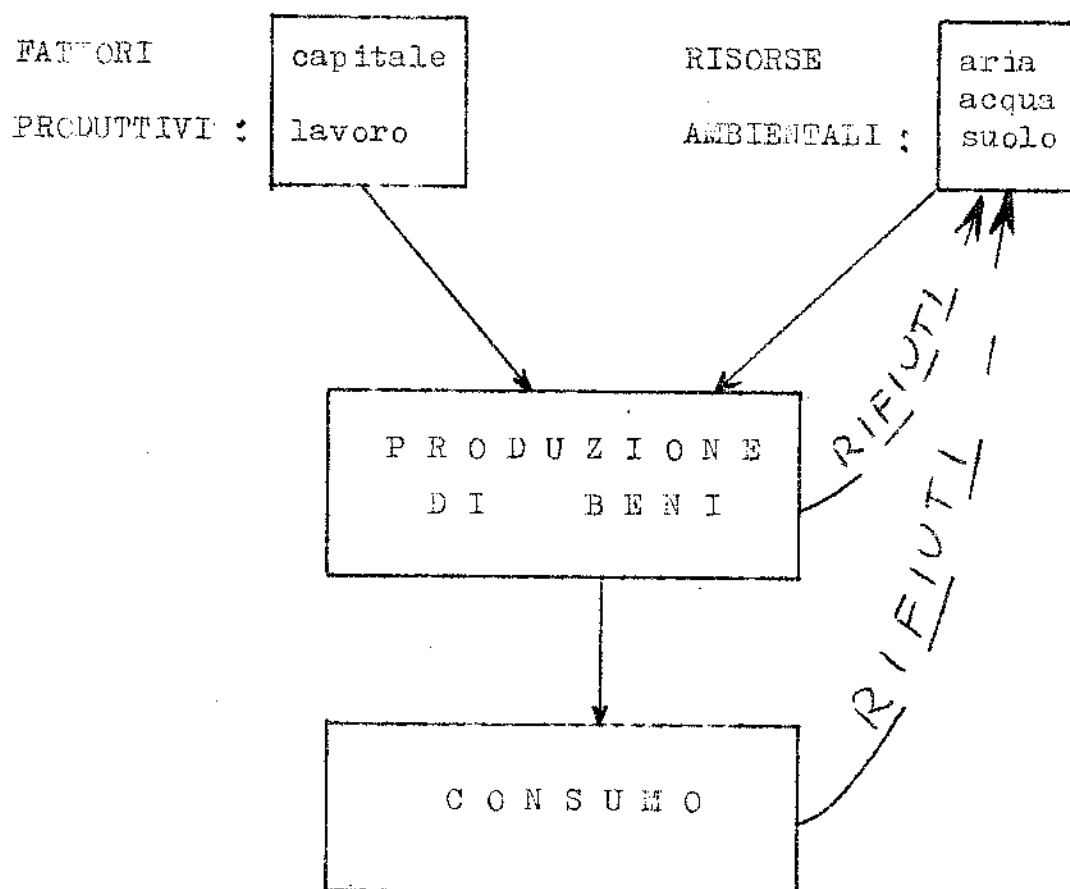 FATTORI
PRODUTTIVI :
capitale
lavoro
RISORSE
AMBIENTALI :
aria
acqua
suolo
PRODUZIONE
DI BENI
RIFIUTI
RIFIUTI
CONSUMO